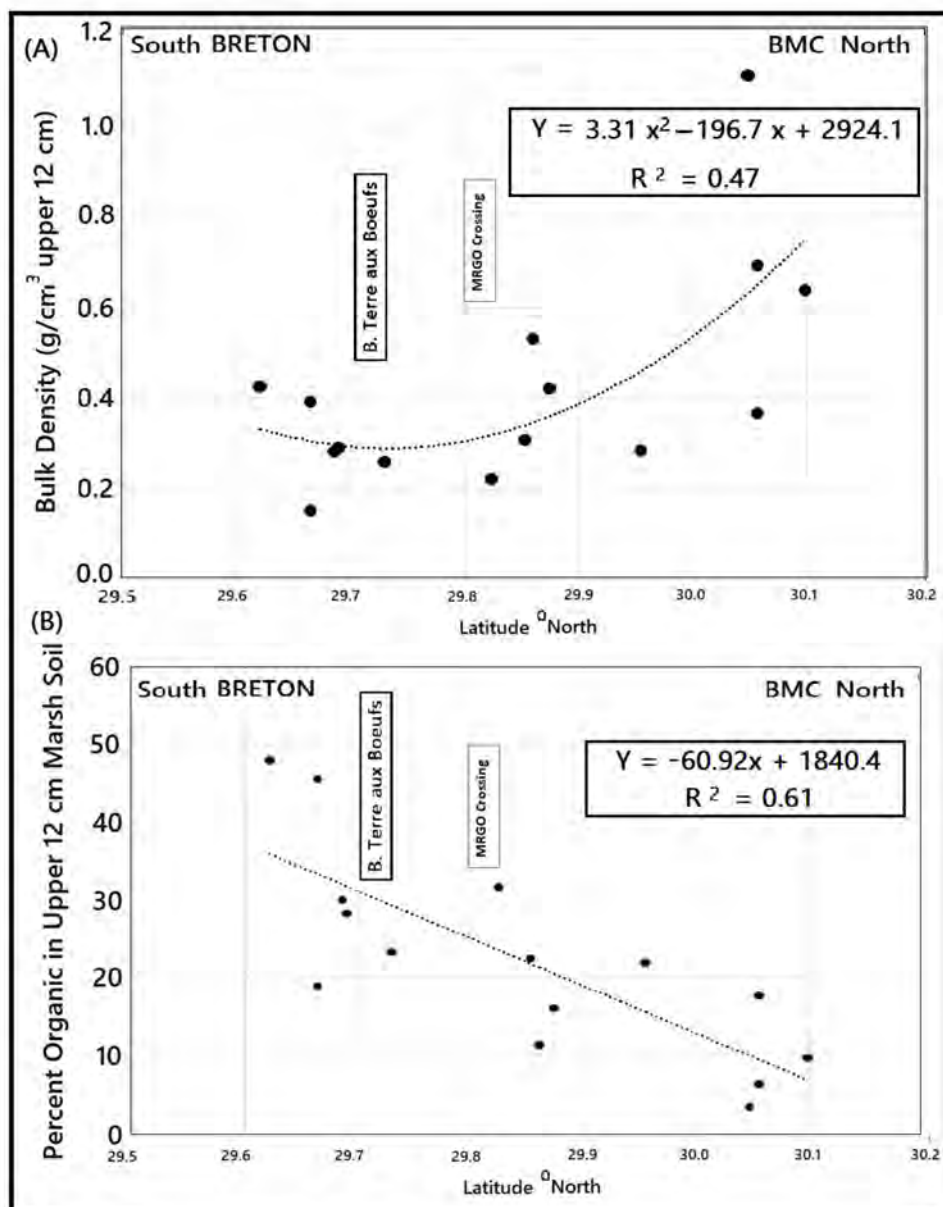 (A)
South BRETON
BMC North
Y = 3.31 x² – 196.7 x + 2924.1
R² = 0.47
B. Terre aux Boeufs
MRGO Crossing
Bulk Density (g/cm³ upper 12 cm)
1.2
1.0
0.8
0.6
0.4
0.2
0.0
29.5 29.6 29.7 29.8 29.9 30.0 30.1 30.2
Latitude ºNorth
(B)
South BRETON
BMC North
Y = -60.92x + 1840.4
R² = 0.61
B. Terre aux Boeufs
MRGO Crossing
Percent Organic in Upper 12 cm Marsh Soil
60
50
40
30
20
10
0
29.5 29.6 29.7 29.8 29.9 30.0 30.1 30.2
Latitude ºNorth